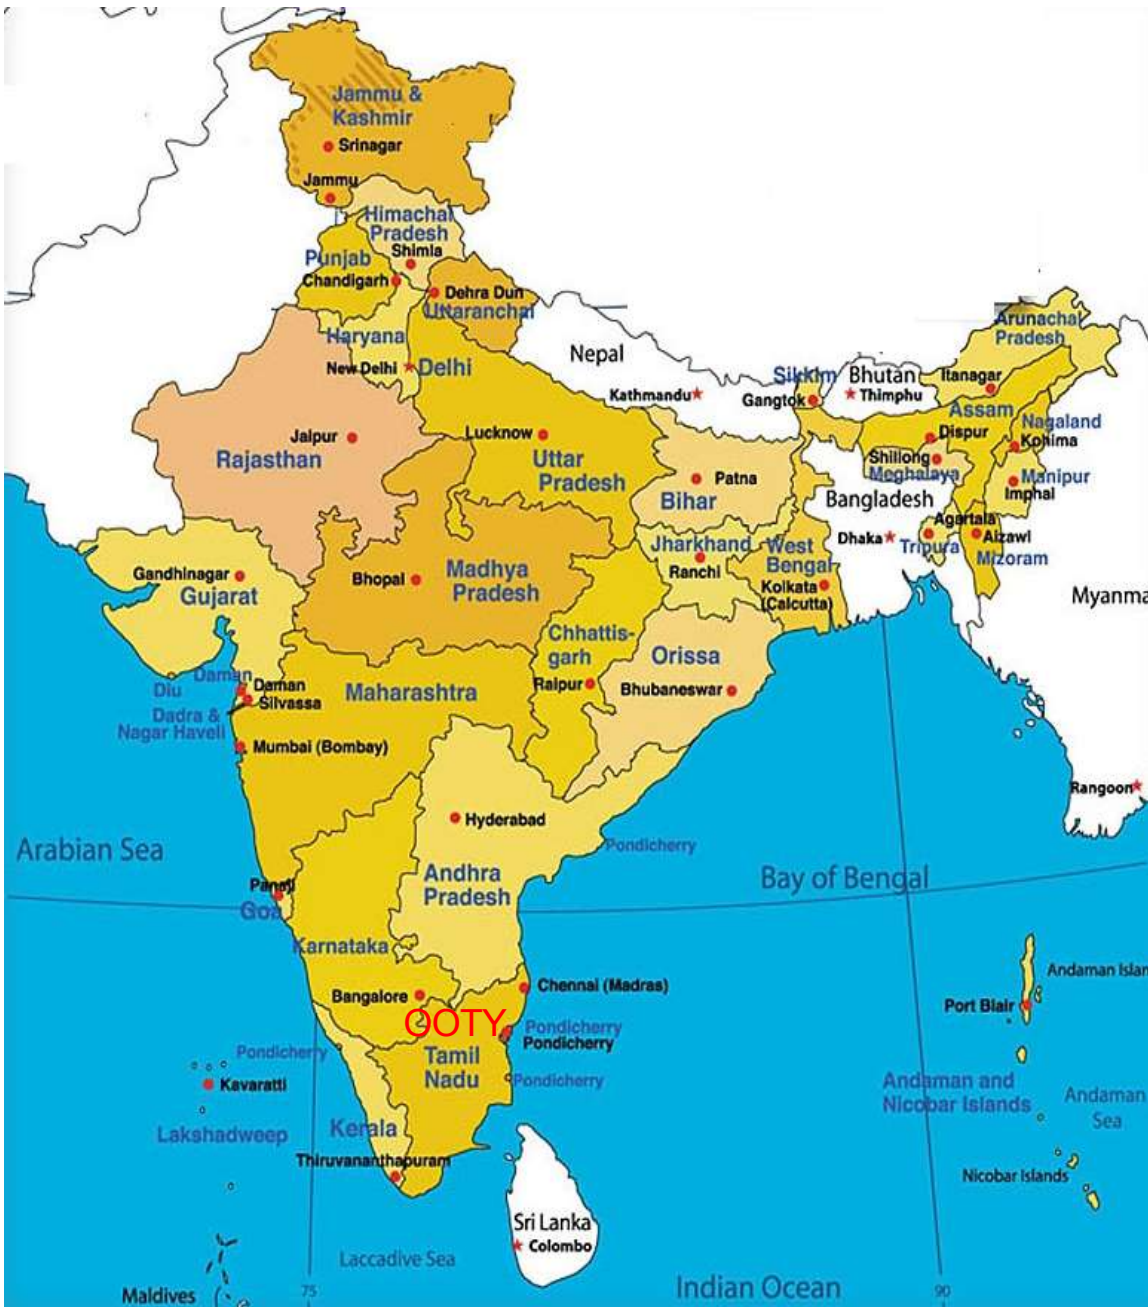 Jammu &
Kashmir
Srinagar
Jammu
Himachal
Pradesh
Shimla
Punjab
Chandigarh
Dehra Dun
Uttaranchal
Haryana
New Delhi
Delhi
Nepal
Kathmandu
Sikkim
Gangtok
Bhutan
Thimphu
Arunachal
Pradesh
Itanagar
Assam
Dispur
Nagaland
Kohima
Shillong
Meghalaya
Manipur
Imphal
Jaipur
Rajasthan
Lucknow
Uttar
Pradesh
Patna
Bihar
Bangladesh
Dhaka
Agartala
Tripura
Aizawl
Mizoram
Myanma
Gandhinagar
Gujarat
Bhopal
Madhya
Pradesh
Jharkhand
Ranchi
West
Bengal
Kolkata
(Calcutta)
Chhattis-
garh
Raipur
Orissa
Bhubaneswar
Daman
Diu
Daman
Silvassa
Dadra &
Nagar Haveli
Maharashtra
Mumbai (Bombay)
Rangoon
Hyderabad
Arabian Sea
Pondicherry
Andhra
Pradesh
Bay of Bengal
Panaji
Goa
Karnataka
Bangalore
Chennai (Madras)
OOTY
Pondicherry
Pondicherry
Tamil
Nadu
Pondicherry
Pondicherry
Kavaratti
Lakshadweep
Kerala
Thiruvananthapuram
Andaman Islan
Port Blair
Andaman and
Nicobar Islands
Andaman
Sea
Nicobar Islands
Sri Lanka
Colombo
Laccadive Sea
Maldives
75
Indian Ocean
90